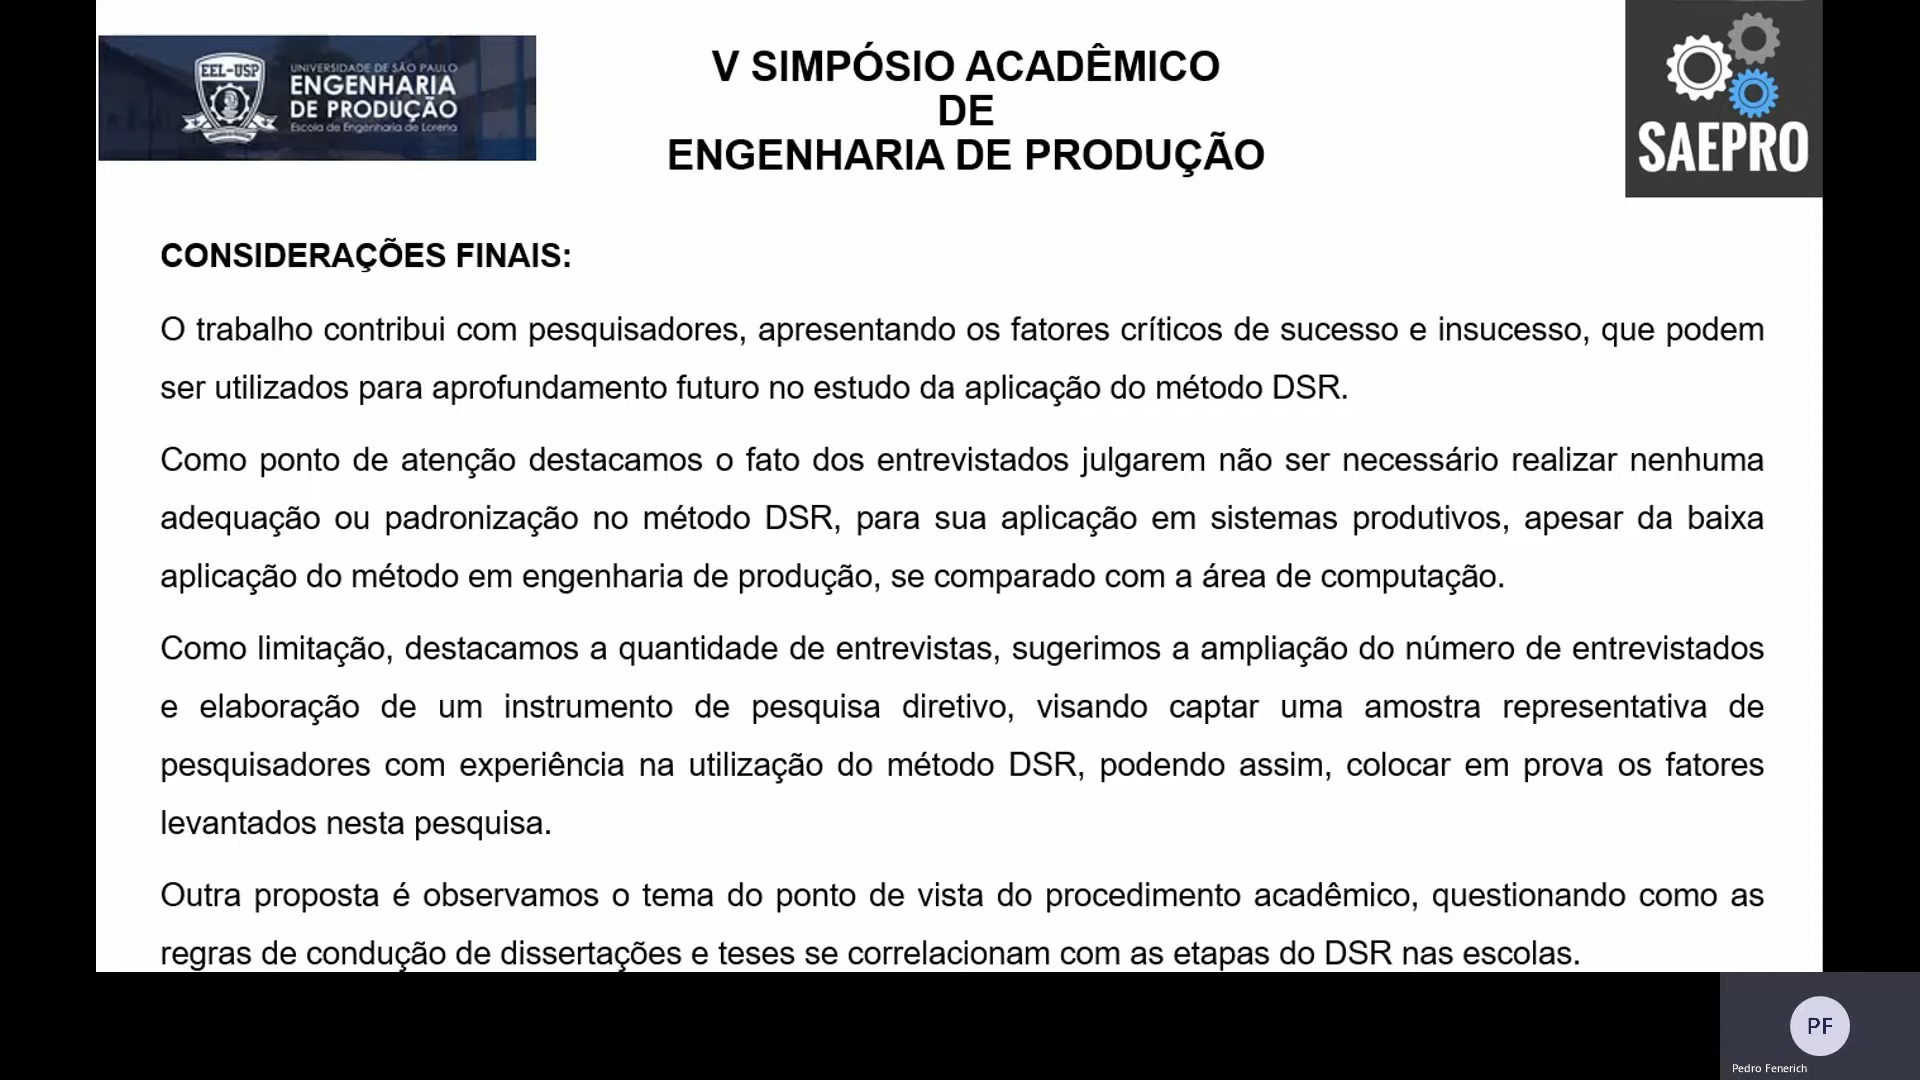 EEL-USP
UNIVERSIDADE DE SÃO PAULO
ENGENHARIA
DE PRODUÇÃO
Escola de Engenharia de Lorena
V SIMPÓSIO ACADÊMICO
DE
ENGENHARIA DE PRODUÇÃO
SAEPRO
CONSIDERAÇÕES FINAIS:
O trabalho contribui com pesquisadores, apresentando os fatores críticos de sucesso e insucesso, que podem
ser utilizados para aprofundamento futuro no estudo da aplicação do método DSR.
Como ponto de atenção destacamos o fato dos entrevistados julgarem não ser necessário realizar nenhuma
adequação ou padronização no método DSR, para sua aplicação em sistemas produtivos, apesar da baixa
aplicação do método em engenharia de produção, se comparado com a área de computação.
Como limitação, destacamos a quantidade de entrevistas, sugerimos a ampliação do número de entrevistados
e elaboração de um instrumento de pesquisa diretivo, visando captar uma amostra representativa de
pesquisadores com experiência na utilização do método DSR, podendo assim, colocar em prova os fatores
levantados nesta pesquisa.
Outra proposta é observamos o tema do ponto de vista do procedimento acadêmico, questionando como as
regras de condução de dissertações e teses se correlacionam com as etapas do DSR nas escolas.
PF
Pedro Fenerich